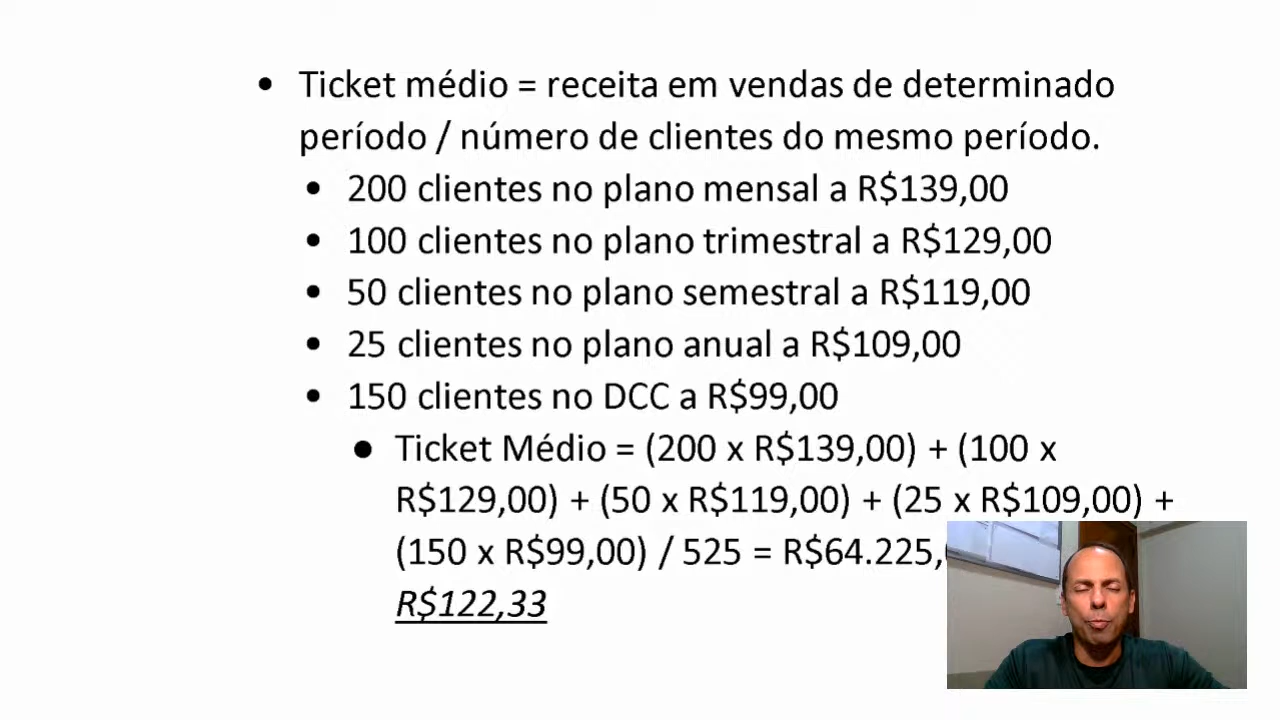 • Ticket médio = receita em vendas de determinado
período / número de clientes do mesmo período.
• 200 clientes no plano mensal a R$139,00
• 100 clientes no plano trimestral a R$129,00
• 50 clientes no plano semestral a R$119,00
• 25 clientes no plano anual a R$109,00
• 150 clientes no DCC a R$99,00
● Ticket Médio = (200 x R$139,00) + (100 x
R$129,00) + (50 x R$119,00) + (25 x R$109,00) +
(150 x R$99,00) / 525 = R$64.225,
R$122,33